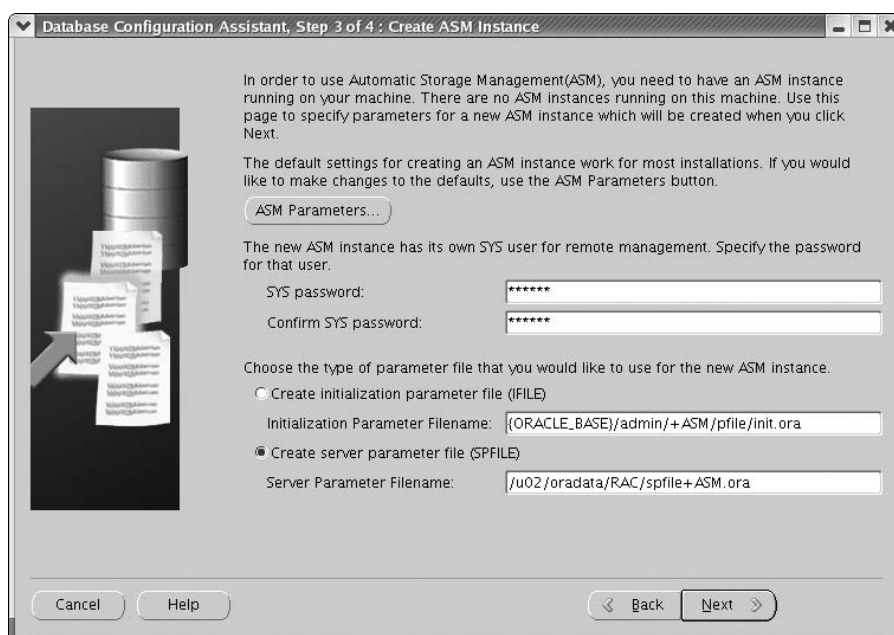 Database Configuration Assistant, Step 3 of 4 : Create ASM Instance
In order to use Automatic Storage Management(ASM), you need to have an ASM instance
running on your machine. There are no ASM instances running on this machine. Use this
page to specify parameters for a new ASM instance which will be created when you click
Next.
The default settings for creating an ASM instance work for most installations. If you would
like to make changes to the defaults, use the ASM Parameters button.
ASM Parameters...
The new ASM instance has its own SYS user for remote management. Specify the password
for that user.
SYS password: ******
Confirm SYS password: ******
Choose the type of parameter file that you would like to use for the new ASM instance.
Create initialization parameter file (IFILE)
Initialization Parameter Filename: {ORACLE_BASE}/admin/+ASM/pfile/init.ora
Create server parameter file (SPFILE)
Server Parameter Filename: /u02/oradata/RAC/spfile+ASM.ora
Cancel Help Back Next